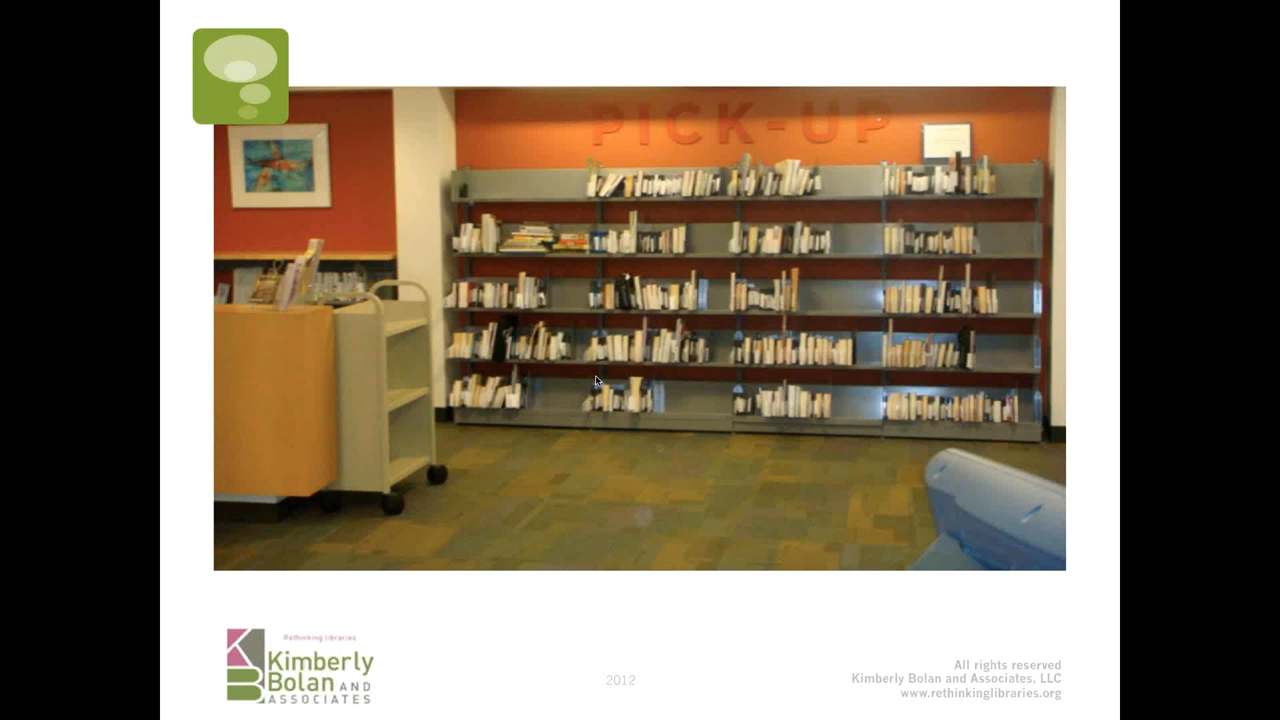 PICK-UP
Rethinking libraries
Kimberly
Bolan AND
ASSOCIATES
2012
All rights reserved
Kimberly Bolan and Associates, LLC
www.rethinkinglibraries.org